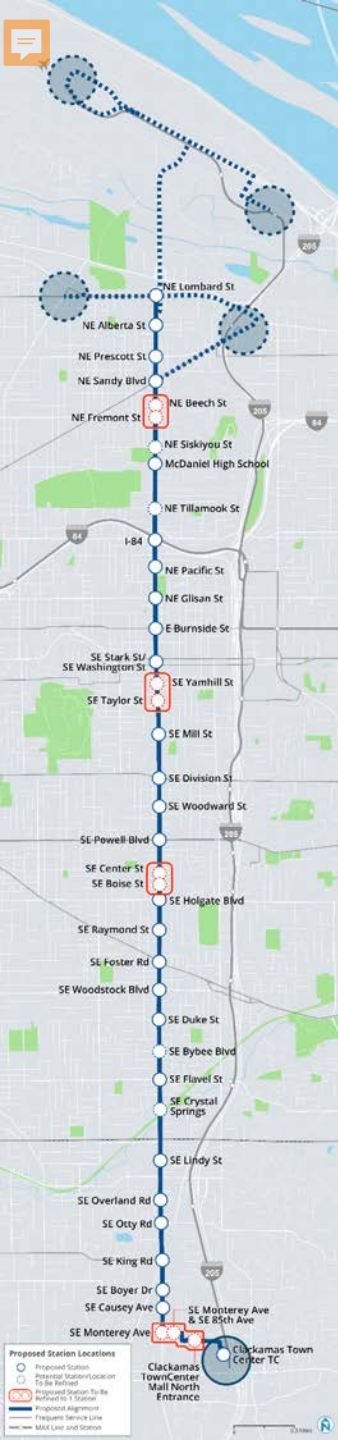 205
NE Lombard St
NE Alberta St
NE Prescott St
NE Sandy Blvd
NE Beech St
205
NE Fremont St
84
NE Siskiyou St
McDaniel High School
NE Tillamook St
84
I-84
NE Pacific St
NE Glisan St
E Burnside St
SE Stark St/
SE Washington St
SE Yamhill St
SE Taylor St
SE Mill St
SE Division St
SE Woodward St
205
SE Powell Blvd
SE Center St
SE Boise St
SE Holgate Blvd
SE Raymond St
SE Foster Rd
SE Woodstock Blvd
SE Duke St
SE Bybee Blvd
SE Flavel St
SE Crystal
Springs
SE Lindy St
SE Overland Rd
SE Otty Rd
SE King Rd
205
SE Boyer Dr
SE Causey Ave
SE Monterey Ave
& SE 85th Ave
SE Monterey Ave
Clackamas Town
Center TC
Clackamas
TownCenter
Mall North
Entrance
Proposed Station Locations
Proposed Station
Potential Station/Location
To Be Refined
Proposed Station To Be
Refined to 1 Station
Proposed Alignment
Frequent Service Line
MAX Line and Station
N